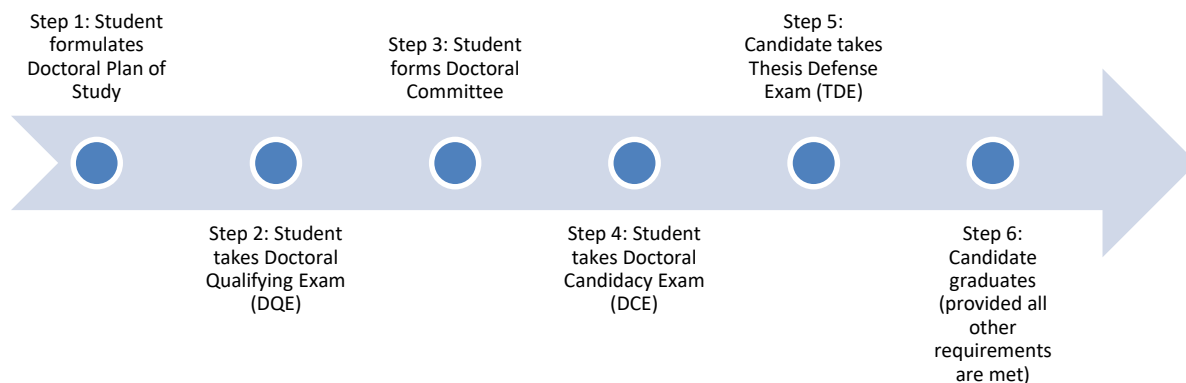 Step 1: Student
formulates
Doctoral Plan of
Study
Step 2: Student
takes Doctoral
Qualifying Exam
(DQE)
Step 3: Student
forms Doctoral
Committee
Step 4: Student
takes Doctoral
Candidacy Exam
(DCE)
Step 5:
Candidate takes
Thesis Defense
Exam (TDE)
Step 6:
Candidate
graduates
(provided all
other
requirements
are met)